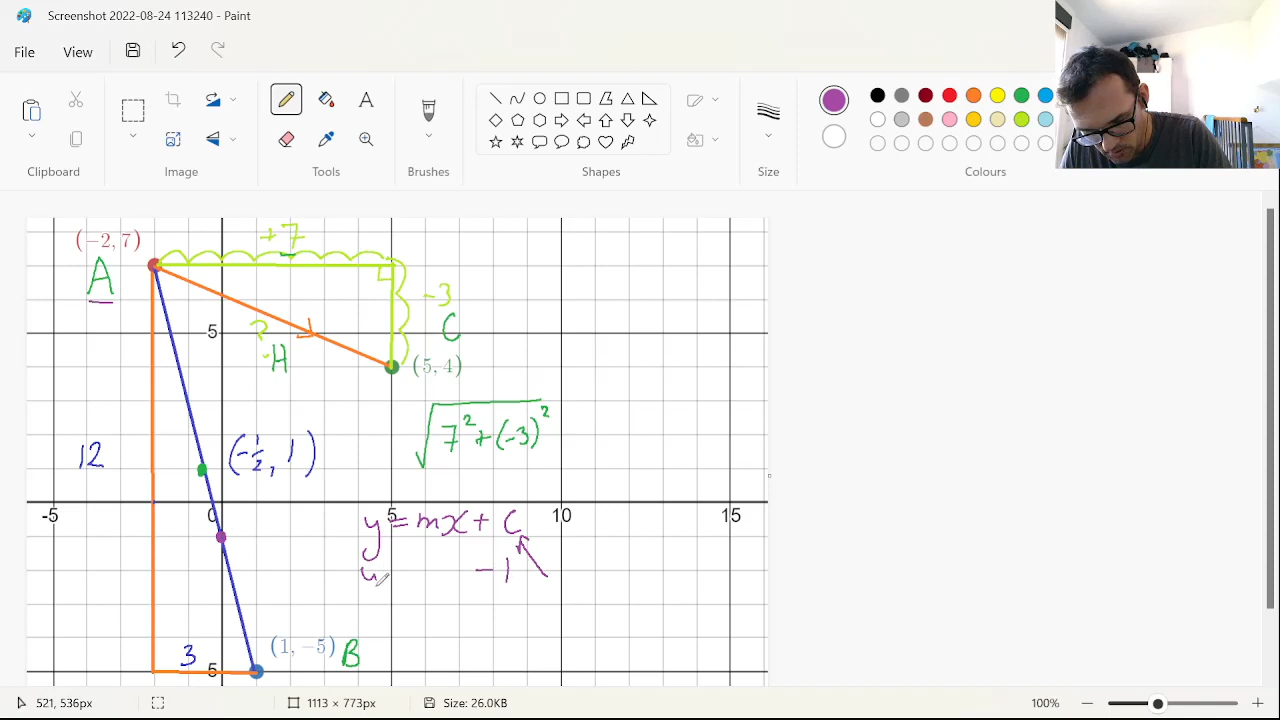 Screenshot 2022-08-24 113240 - Paint
File View
Clipboard
Image
Tools
Brushes
Shapes
Size
Colours
(−2, 7)
+7
A
-3
5
?
C
H
(5, 4)
√7² + (-3)²
12
(-1/2, 1)
-5 0 5 10 15
y = mx + c
-1
(1, −5) B
3
5
521, 536px
1113 × 773px
Size: 26.0KB
100%